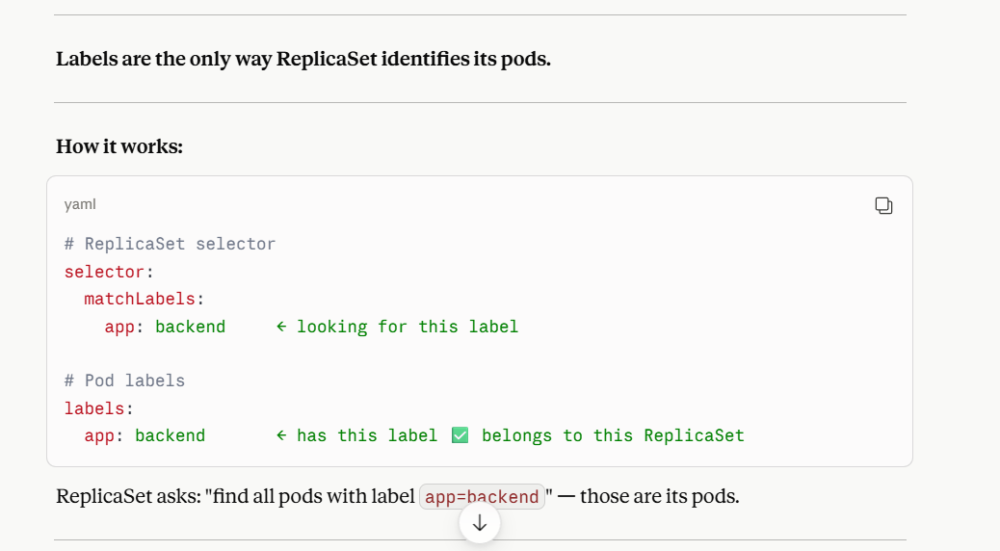 Labels are the only way ReplicaSet identifies its pods.
How it works:
yaml
# ReplicaSet selector
selector:
  matchLabels:
    app: backend     ← looking for this label
# Pod labels
labels:
  app: backend       ← has this label ✅ belongs to this ReplicaSet
ReplicaSet asks: "find all pods with label app=backend" — those are its pods.